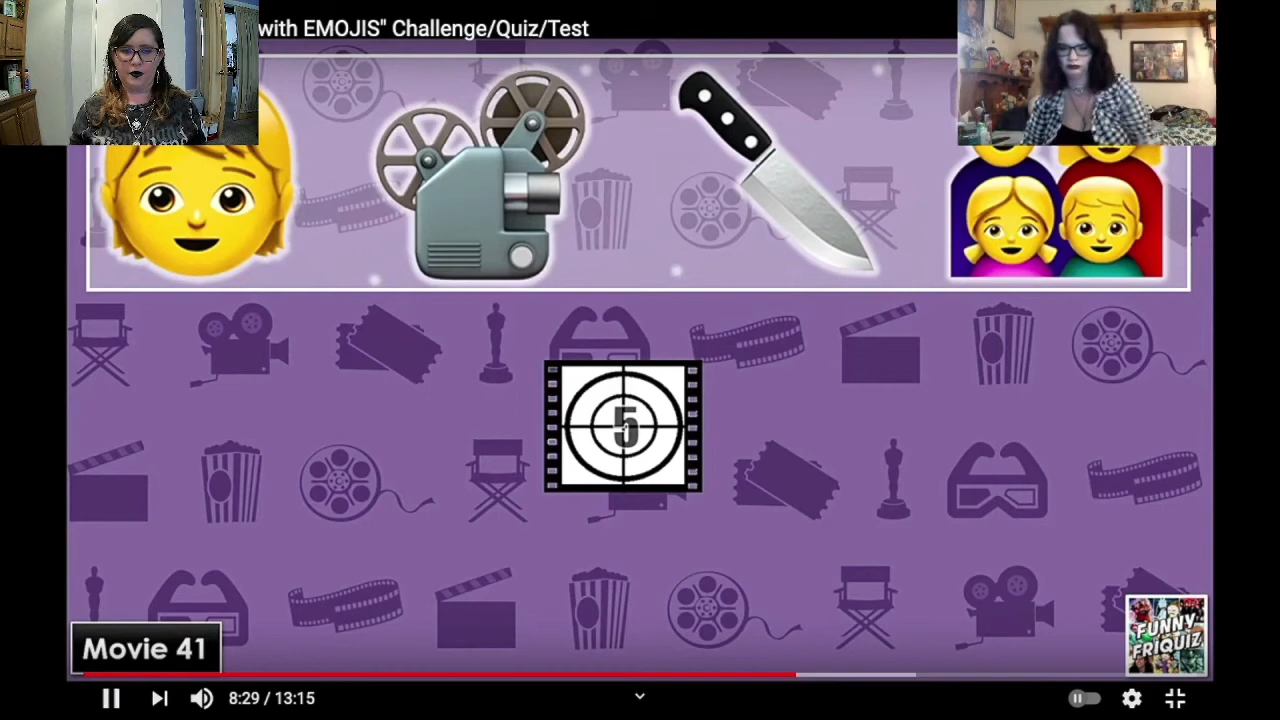 with EMOJIS" Challenge/Quiz/Test
5
Movie 41
FUNNY
FRIQUIZ
8:29 / 13:15